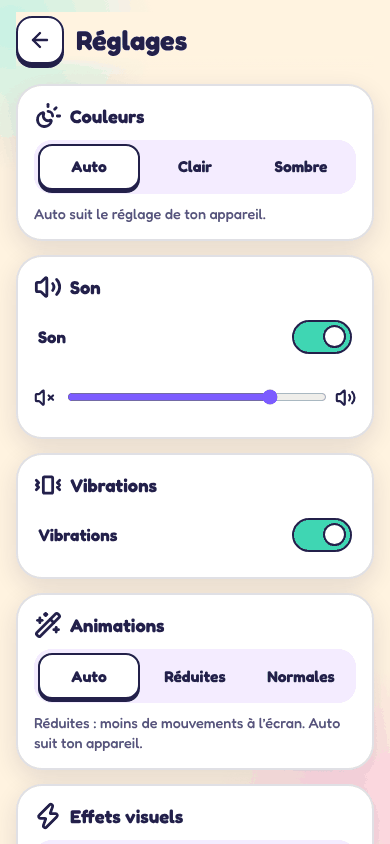 Réglages
Couleurs
Auto
Clair
Sombre
Auto suit le réglage de ton appareil.
Son
Son
Vibrations
Vibrations
Animations
Auto
Réduites
Normales
Réduites : moins de mouvements à l'écran. Auto
suit ton appareil.
Effets visuels